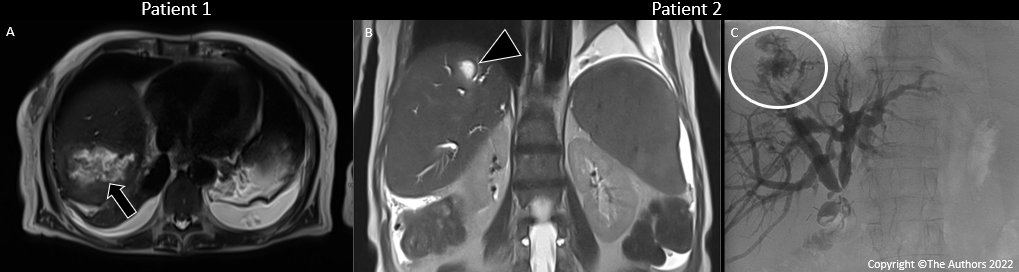 Patient 1
Patient 2
A
B
C
Copyright ©The Authors 2022